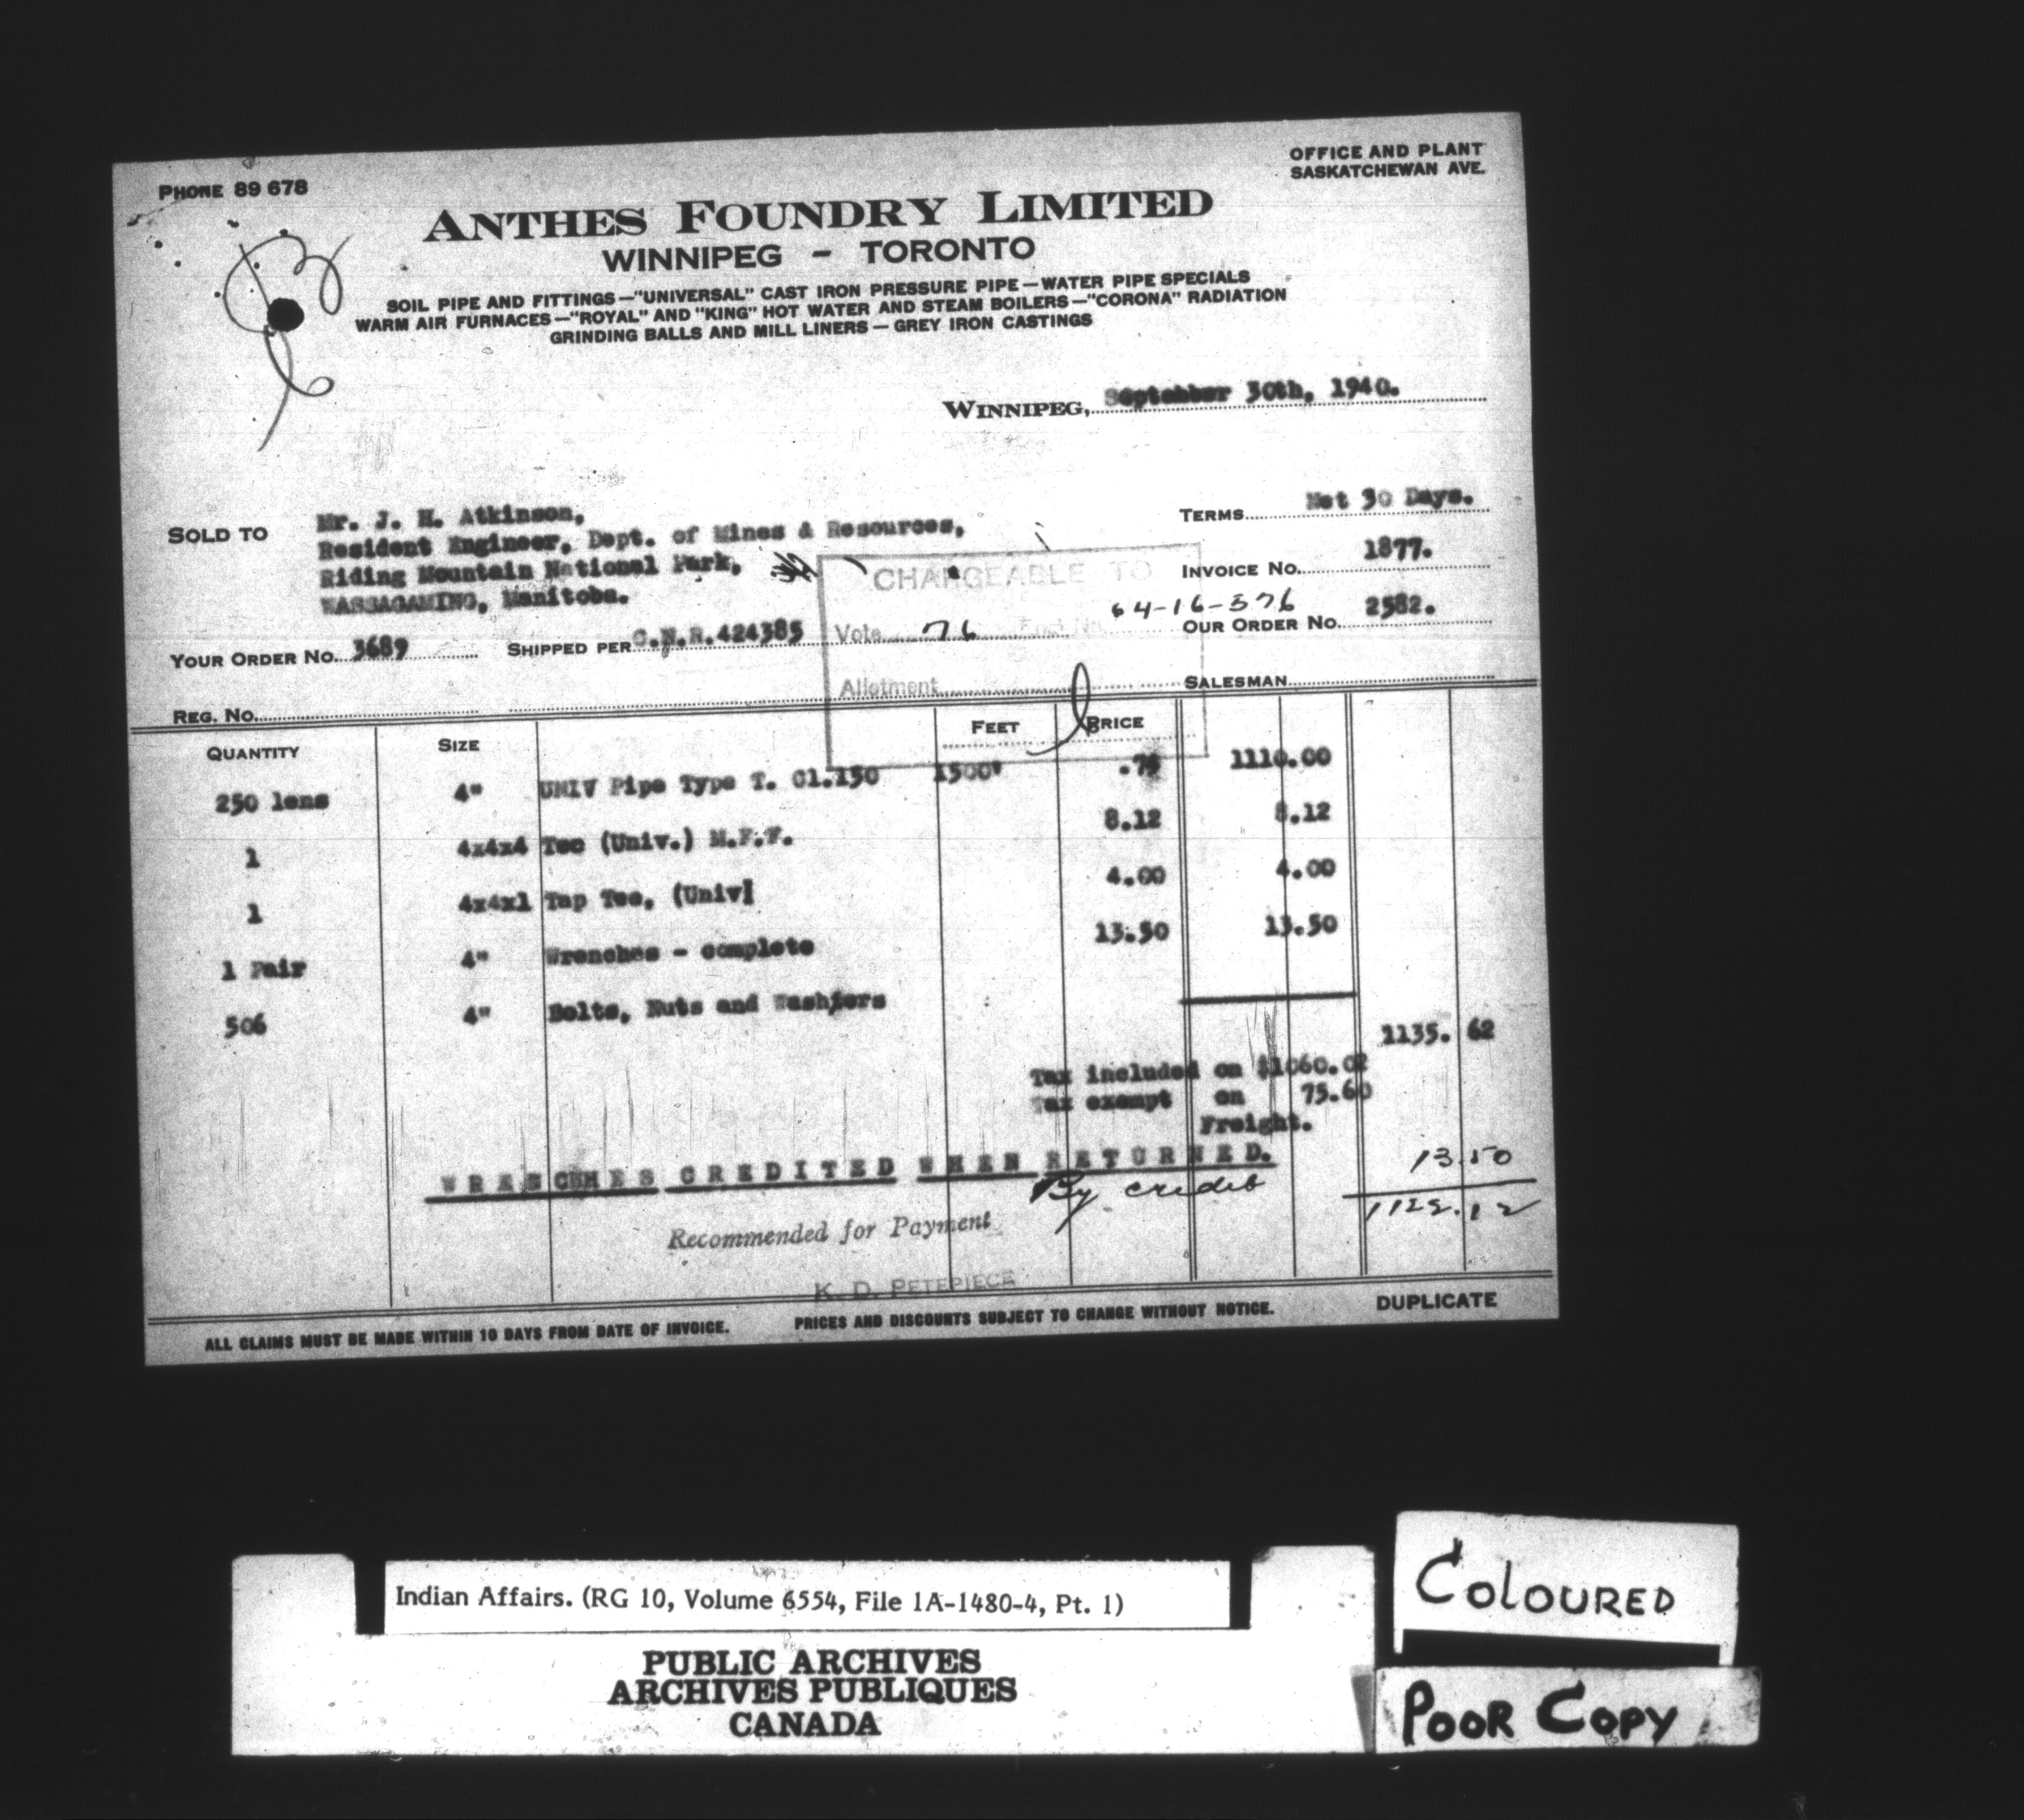 PHONE 89 678
OFFICE AND PLANT
SASKATCHEWAN AVE.
ANTHES FOUNDRY LIMITED
WINNIPEG - TORONTO
SOIL PIPE AND FITTINGS—"UNIVERSAL" CAST IRON PRESSURE PIPE—WATER PIPE SPECIALS
WARM AIR FURNACES—"ROYAL" AND "KING" HOT WATER AND STEAM BOILERS—"CORONA" RADIATION
GRINDING BALLS AND MILL LINERS—GREY IRON CASTINGS
WINNIPEG, September 30th, 1940.
SOLD TO Mr. J. H. Atkinson,
Resident Engineer, Dept. of Mines & Resources,
Riding Mountain National Park,
WASSAGAMING, Manitoba.
TERMS Net 30 Days.
INVOICE No. 1877.
OUR ORDER No. 2582.
CHARGEABLE TO
64-16-576
Vote 76
Allotment
YOUR ORDER No. 3689 SHIPPED PER C.N.R.424385
REG. No. SALESMAN
QUANTITY SIZE FEET PRICE
250 lens 4" UNIV Pipe Type T. Cl.150 1500' 1110.00
1 4x4x4 Tee (Univ.) M.F.F. 8.12 8.12
1 4x4x1 Tap Tee, (Univ) 4.00 4.00
1 Pair 4" Wrenches - complete 13.50 13.50
506 4" Bolts, Nuts and Washers
1135. 62
Tax included on $1060.02
Tax exempt on 75.60
Freight.
WRENCHES CREDITED WHEN RETURNED.
By credit 13.50
1122.12
Recommended for Payment
K. D. PETEPIECE
ALL CLAIMS MUST BE MADE WITHIN 10 DAYS FROM DATE OF INVOICE. PRICES AND DISCOUNTS SUBJECT TO CHANGE WITHOUT NOTICE. DUPLICATE
Indian Affairs. (RG 10, Volume 6554, File 1A-1480-4, Pt. 1)
PUBLIC ARCHIVES
ARCHIVES PUBLIQUES
CANADA
COLOURED
POOR COPY